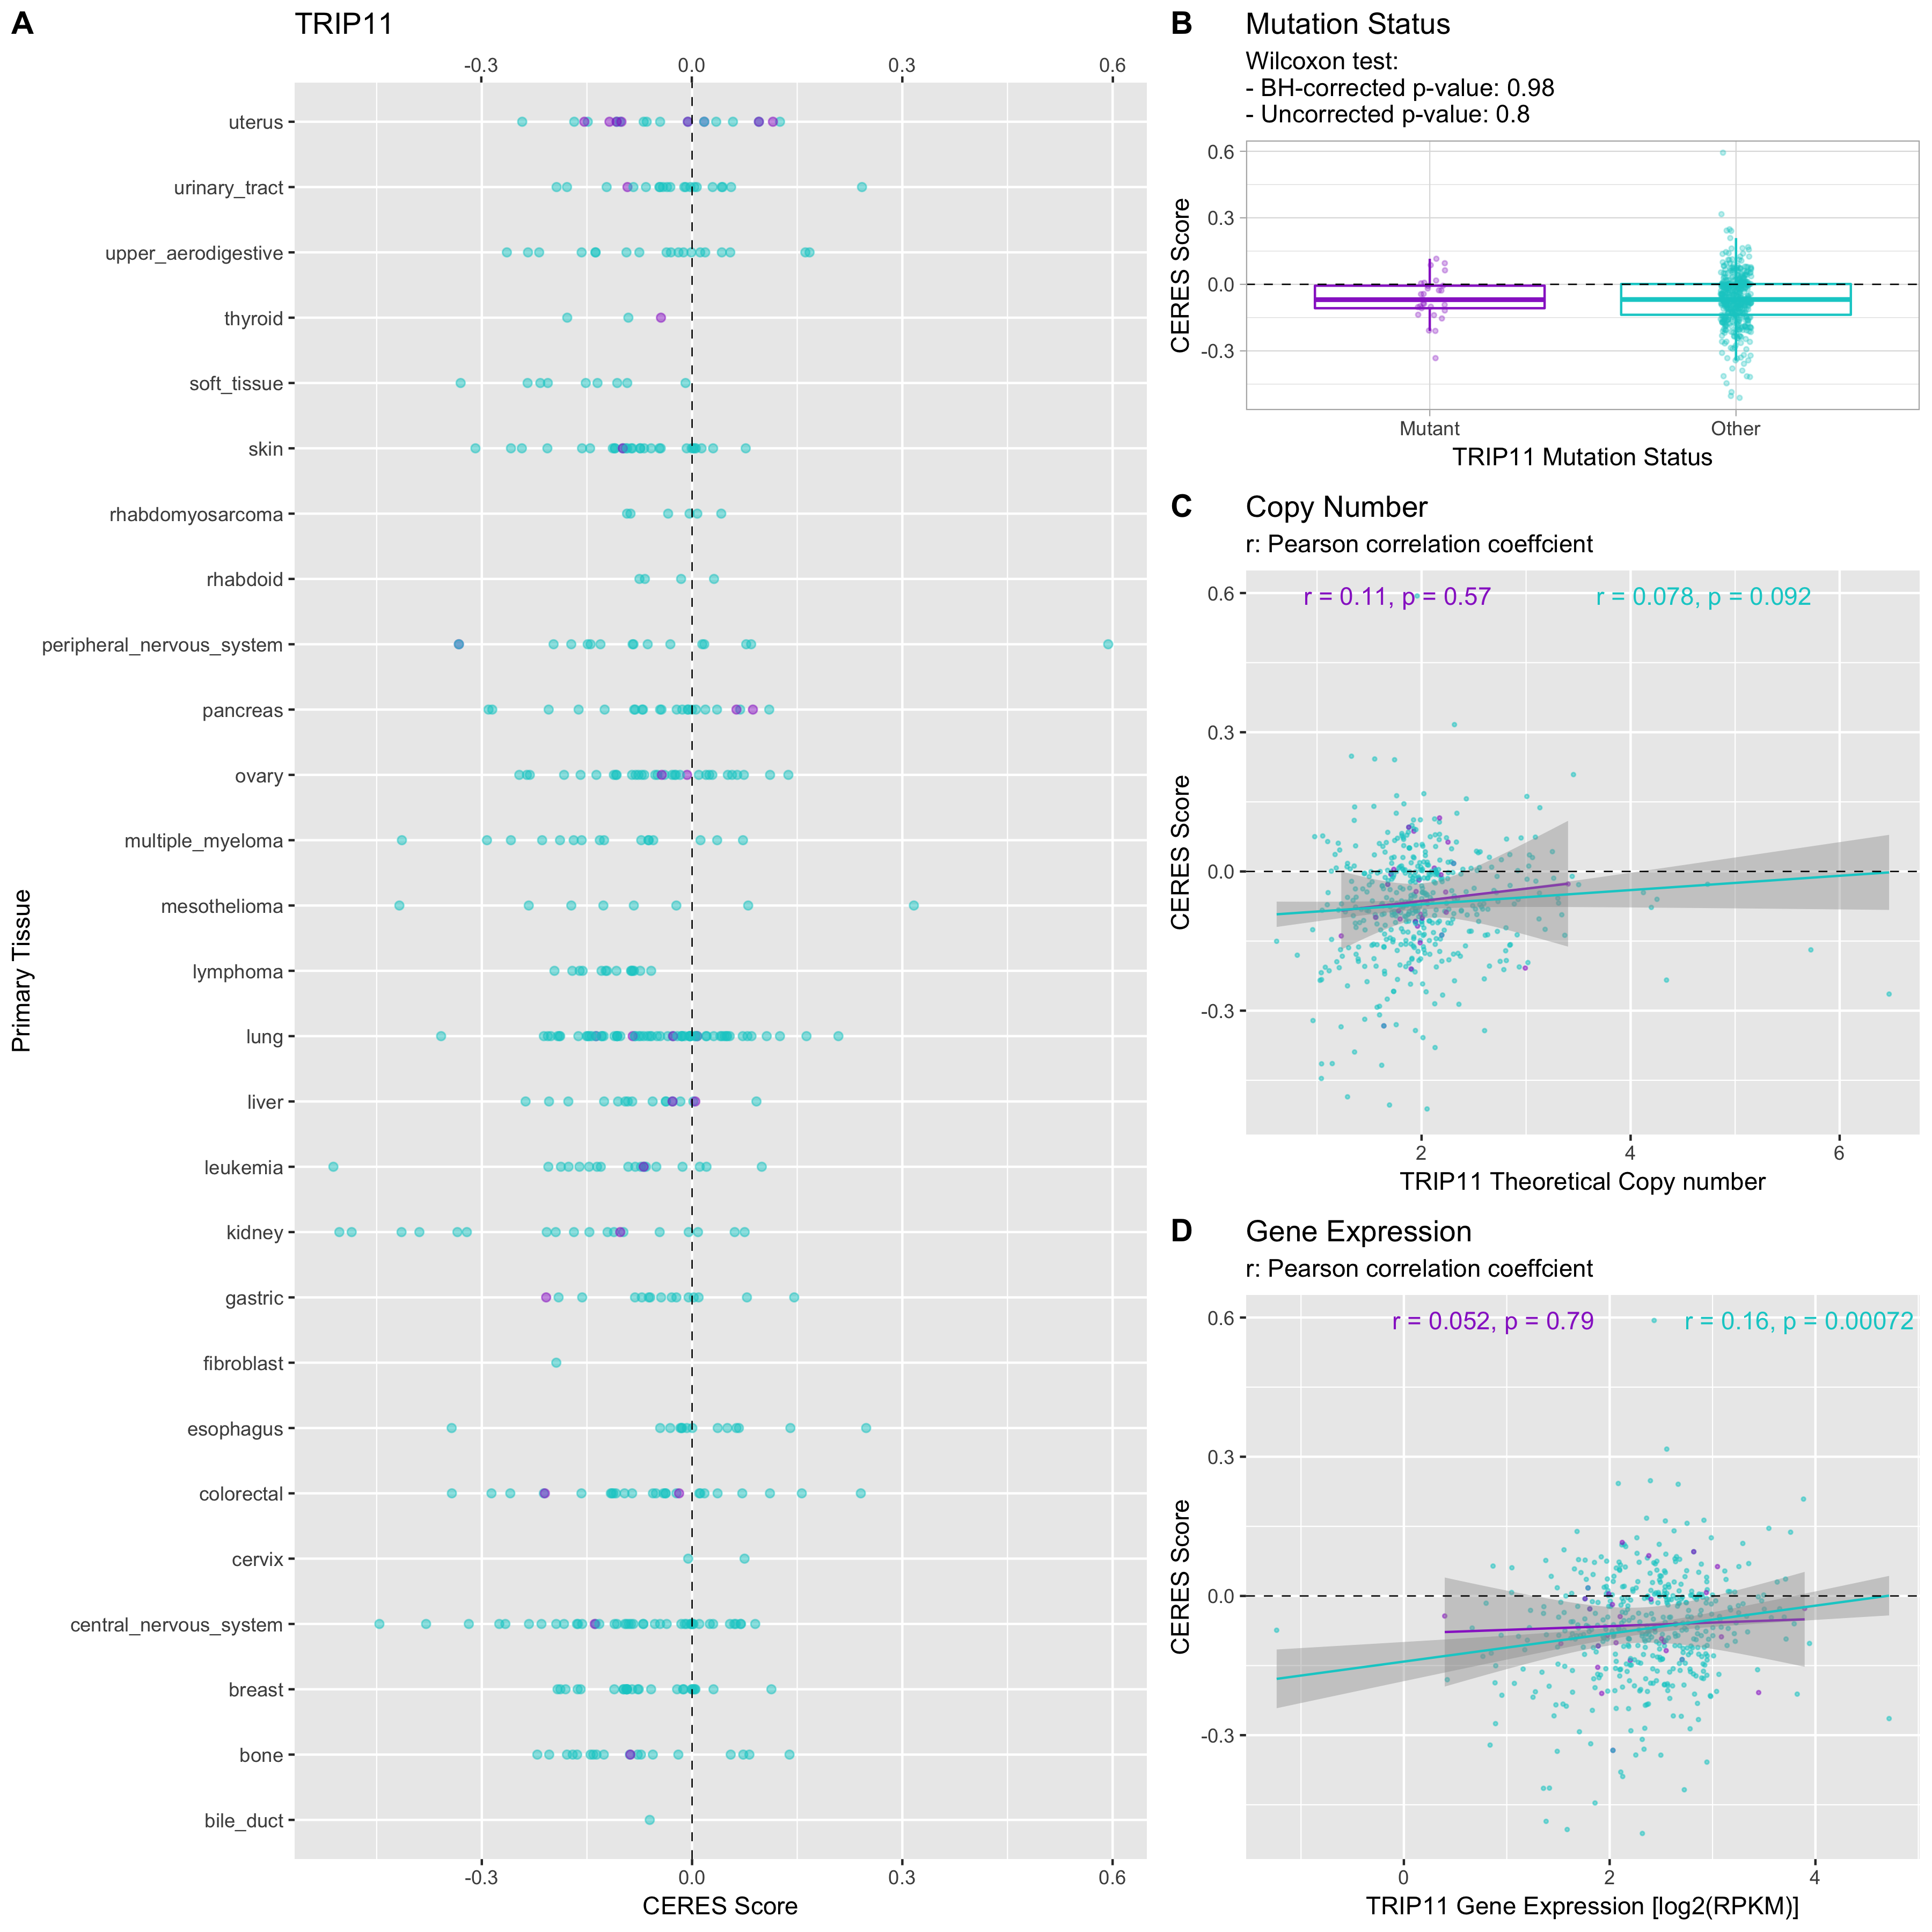 A
TRIP11
-0.3 0.0 0.3 0.6
uterus
urinary_tract
upper_aerodigestive
thyroid
soft_tissue
skin
rhabdomyosarcoma
rhabdoid
peripheral_nervous_system
pancreas
ovary
multiple_myeloma
mesothelioma
lymphoma
lung
liver
leukemia
kidney
gastric
fibroblast
esophagus
colorectal
cervix
central_nervous_system
breast
bone
bile_duct
Primary Tissue
-0.3 0.0 0.3 0.6
CERES Score
B Mutation Status
Wilcoxon test:
- BH-corrected p-value: 0.98
- Uncorrected p-value: 0.8
0.6
0.3
0.0
-0.3
CERES Score
Mutant Other
TRIP11 Mutation Status
C Copy Number
r: Pearson correlation coeffcient
r = 0.11, p = 0.57 r = 0.078, p = 0.092
0.6
0.3
0.0
-0.3
CERES Score
2 4 6
TRIP11 Theoretical Copy number
D Gene Expression
r: Pearson correlation coeffcient
r = 0.052, p = 0.79 r = 0.16, p = 0.00072
0.6
0.3
0.0
-0.3
CERES Score
0 2 4
TRIP11 Gene Expression [log2(RPKM)]